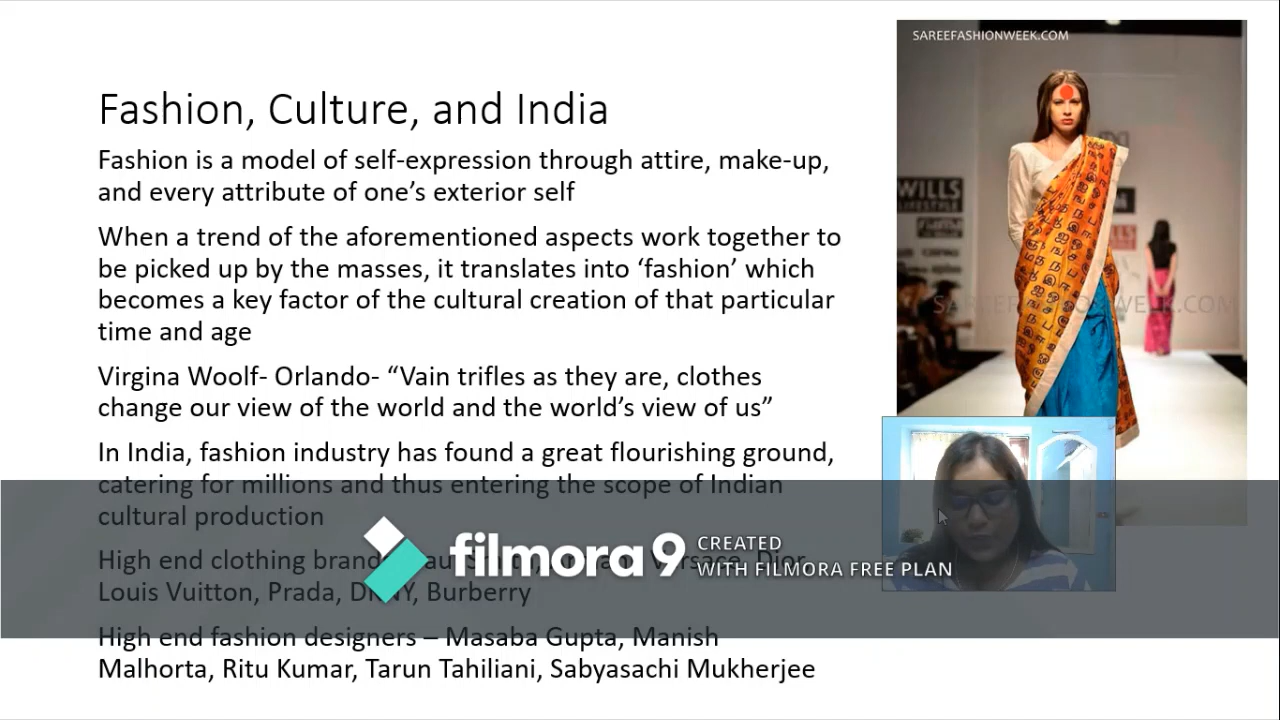 SAREEFASHIONWEEK.COM
Fashion, Culture, and India
Fashion is a model of self-expression through attire, make-up,
and every attribute of one’s exterior self
When a trend of the aforementioned aspects work together to
be picked up by the masses, it translates into ‘fashion’ which
becomes a key factor of the cultural creation of that particular
time and age
Virgina Woolf- Orlando- “Vain trifles as they are, clothes
change our view of the world and the world’s view of us”
In India, fashion industry has found a great flourishing ground,
catering for millions and thus entering the scope of Indian
cultural production
High end clothing Versace, Dior,
Louis Vuitton, Prada, DKNY, Burberry
High end fashion designers – Masaba Gupta, Manish
Malhorta, Ritu Kumar, Tarun Tahiliani, Sabyasachi Mukherjee
WILLS
LIFESTYLE
SAREEFASHIONWEEK.COM
filmora9
CREATED
WITH FILMORA FREE PLAN